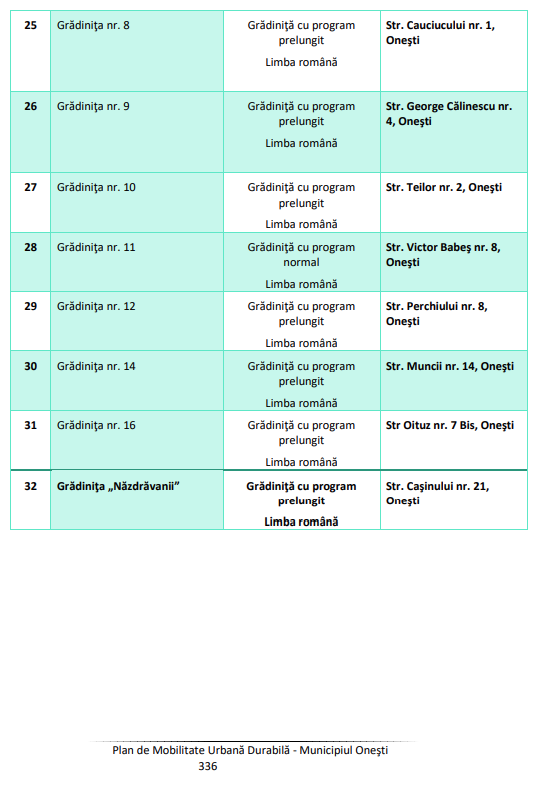 25 Grădiniţa nr. 8 Grădiniţă cu program Str. Cauciucului nr. 1,
prelungit Oneşti
Limba română
26 Grădiniţa nr. 9 Grădiniţă cu program Str. George Călinescu nr.
prelungit 4, Oneşti
Limba română
27 Grădiniţa nr. 10 Grădiniţă cu program Str. Teilor nr. 2, Oneşti
prelungit
Limba română
28 Grădiniţa nr. 11 Grădiniţă cu program Str. Victor Babeş nr. 8,
normal Oneşti
Limba română
29 Grădiniţa nr. 12 Grădiniţă cu program Str. Perchiului nr. 8,
prelungit Oneşti
Limba română
30 Grădiniţa nr. 14 Grădiniţă cu program Str. Muncii nr. 14, Oneşti
prelungit
Limba română
31 Grădiniţa nr. 16 Grădiniţă cu program Str Oituz nr. 7 Bis, Oneşti
prelungit
Limba română
32 Grădiniţa „Năzdrăvanii” Grădiniţă cu program Str. Caşinului nr. 21,
prelungit Oneşti
Limba română
Plan de Mobilitate Urbană Durabilă - Municipiul Oneşti
336